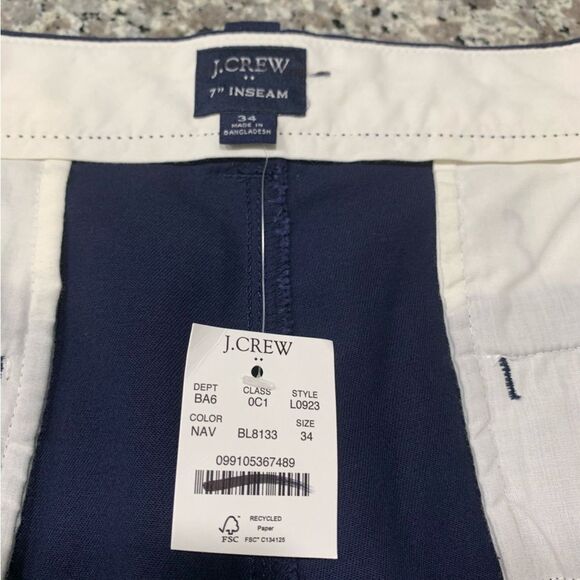 J.CREW
7" INSEAM
34
MADE IN
BANGLADESH
J.CREW
DEPT CLASS STYLE
BA6 0C1 L0923
COLOR SIZE
NAV BL8133 34
099105367489
FSC
RECYCLED
Paper
FSC® C134125